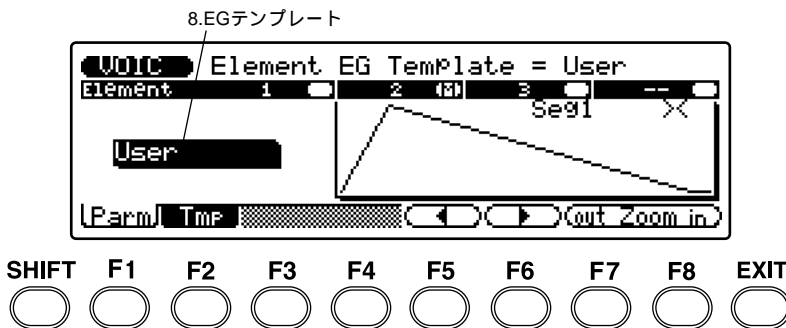 8.EGテンプレート
VOIC Element EG Template = User
Element 1 2 (M) 3 --
Seg1 ><
User
Parm Tmp out Zoom in
SHIFT F1 F2 F3 F4 F5 F6 F7 F8 EXIT